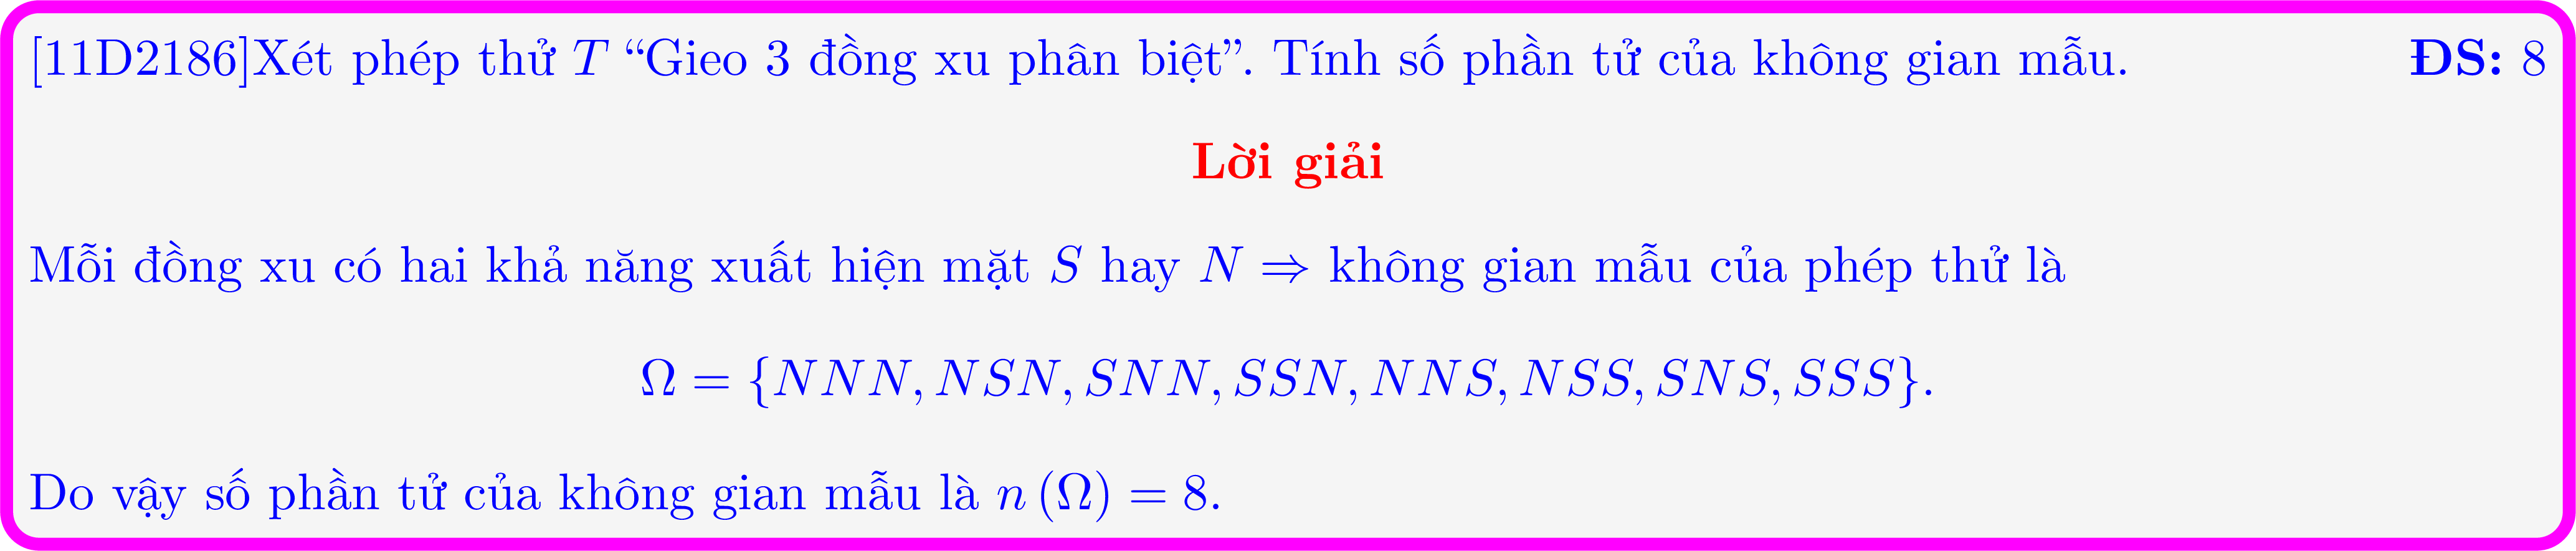 [11D2186]Xét phép thử T “Gieo 3 đồng xu phân biệt”. Tính số phần tử của không gian mẫu. ĐS: 8
Lời giải
Mỗi đồng xu có hai khả năng xuất hiện mặt S hay N ⇒ không gian mẫu của phép thử là
Ω = {NNN, NSN, SNN, SSN, NNS, NSS, SNS, SSS}.
Do vậy số phần tử của không gian mẫu là n (Ω) = 8.